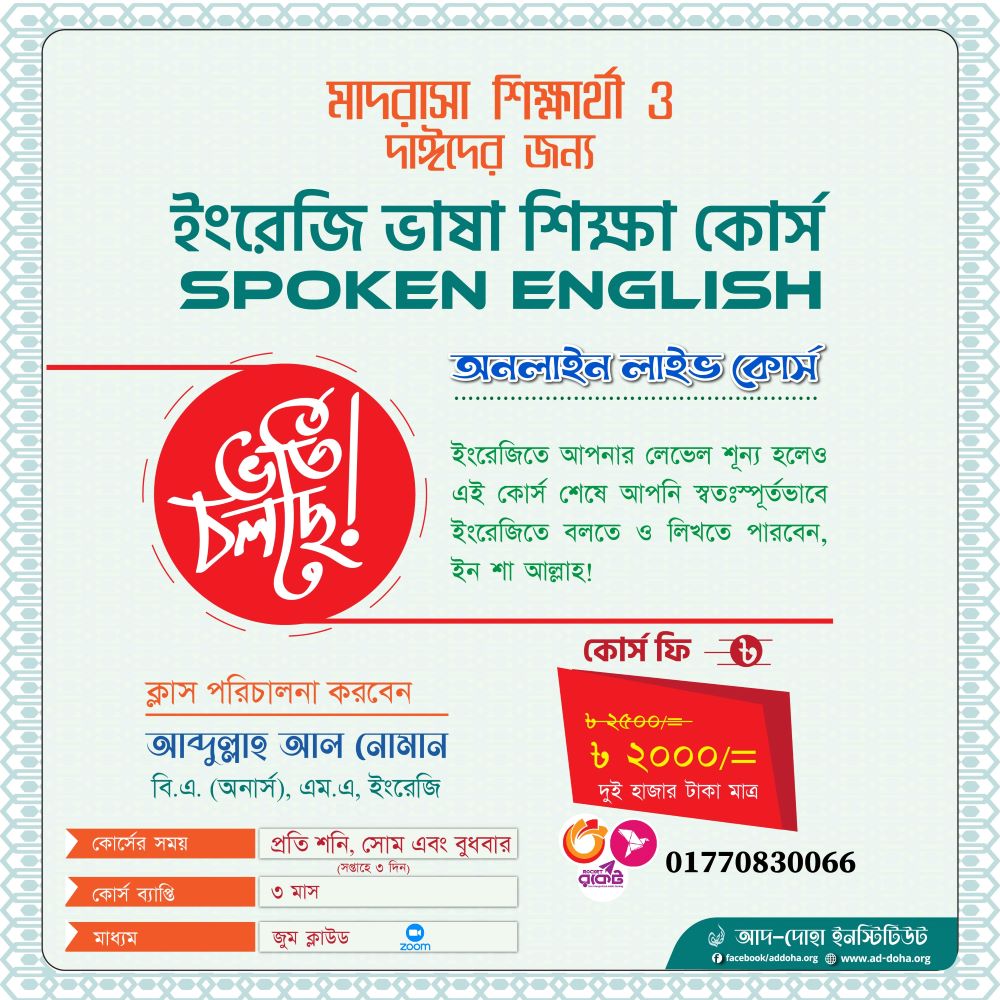 মাদরাসা শিক্ষার্থী ও
দাঈদের জন্য
ইংরেজি ভাষা শিক্ষা কোর্স
SPOKEN ENGLISH
অনলাইন লাইভ কোর্স
ভর্তি
চলছে!
ইংরেজিতে আপনার লেভেল শূন্য হলেও
এই কোর্স শেষে আপনি স্বতঃস্পূর্তভাবে
ইংরেজিতে বলতে ও লিখতে পারবেন,
ইন শা আল্লাহ!
কোর্স ফি ৳
৳ ২৫০০/=
৳ ২০০০/=
দুই হাজার টাকা মাত্র
ক্লাস পরিচালনা করবেন
আব্দুল্লাহ আল নোমান
বি.এ. (অনার্স), এম.এ, ইংরেজি
ROCKET
রকেট
01770830066
কোর্সের সময় প্রতি শনি, সোম এবং বুধবার
(সপ্তাহে ৩ দিন)
কোর্স ব্যাপ্তি ৩ মাস
মাধ্যম জুম ক্লাউড zoom
আদ-দোহা ইনস্টিটিউট
facebook/addoha.org www.ad-doha.org